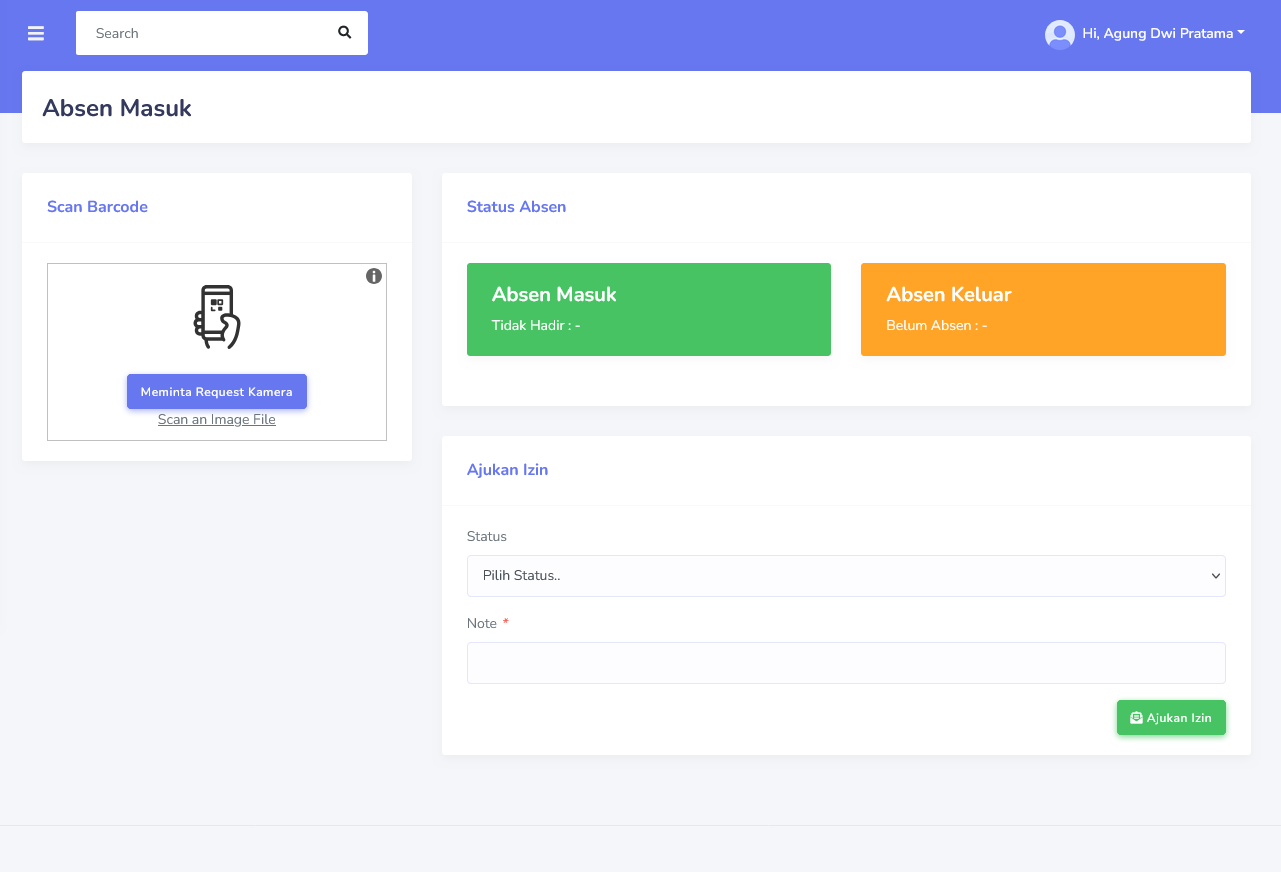 Search
Hi, Agung Dwi Pratama
Absen Masuk
Scan Barcode
Meminta Request Kamera
Scan an Image File
Status Absen
Absen Masuk
Tidak Hadir : -
Absen Keluar
Belum Absen : -
Ajukan Izin
Status
Pilih Status..
Note *
Ajukan Izin